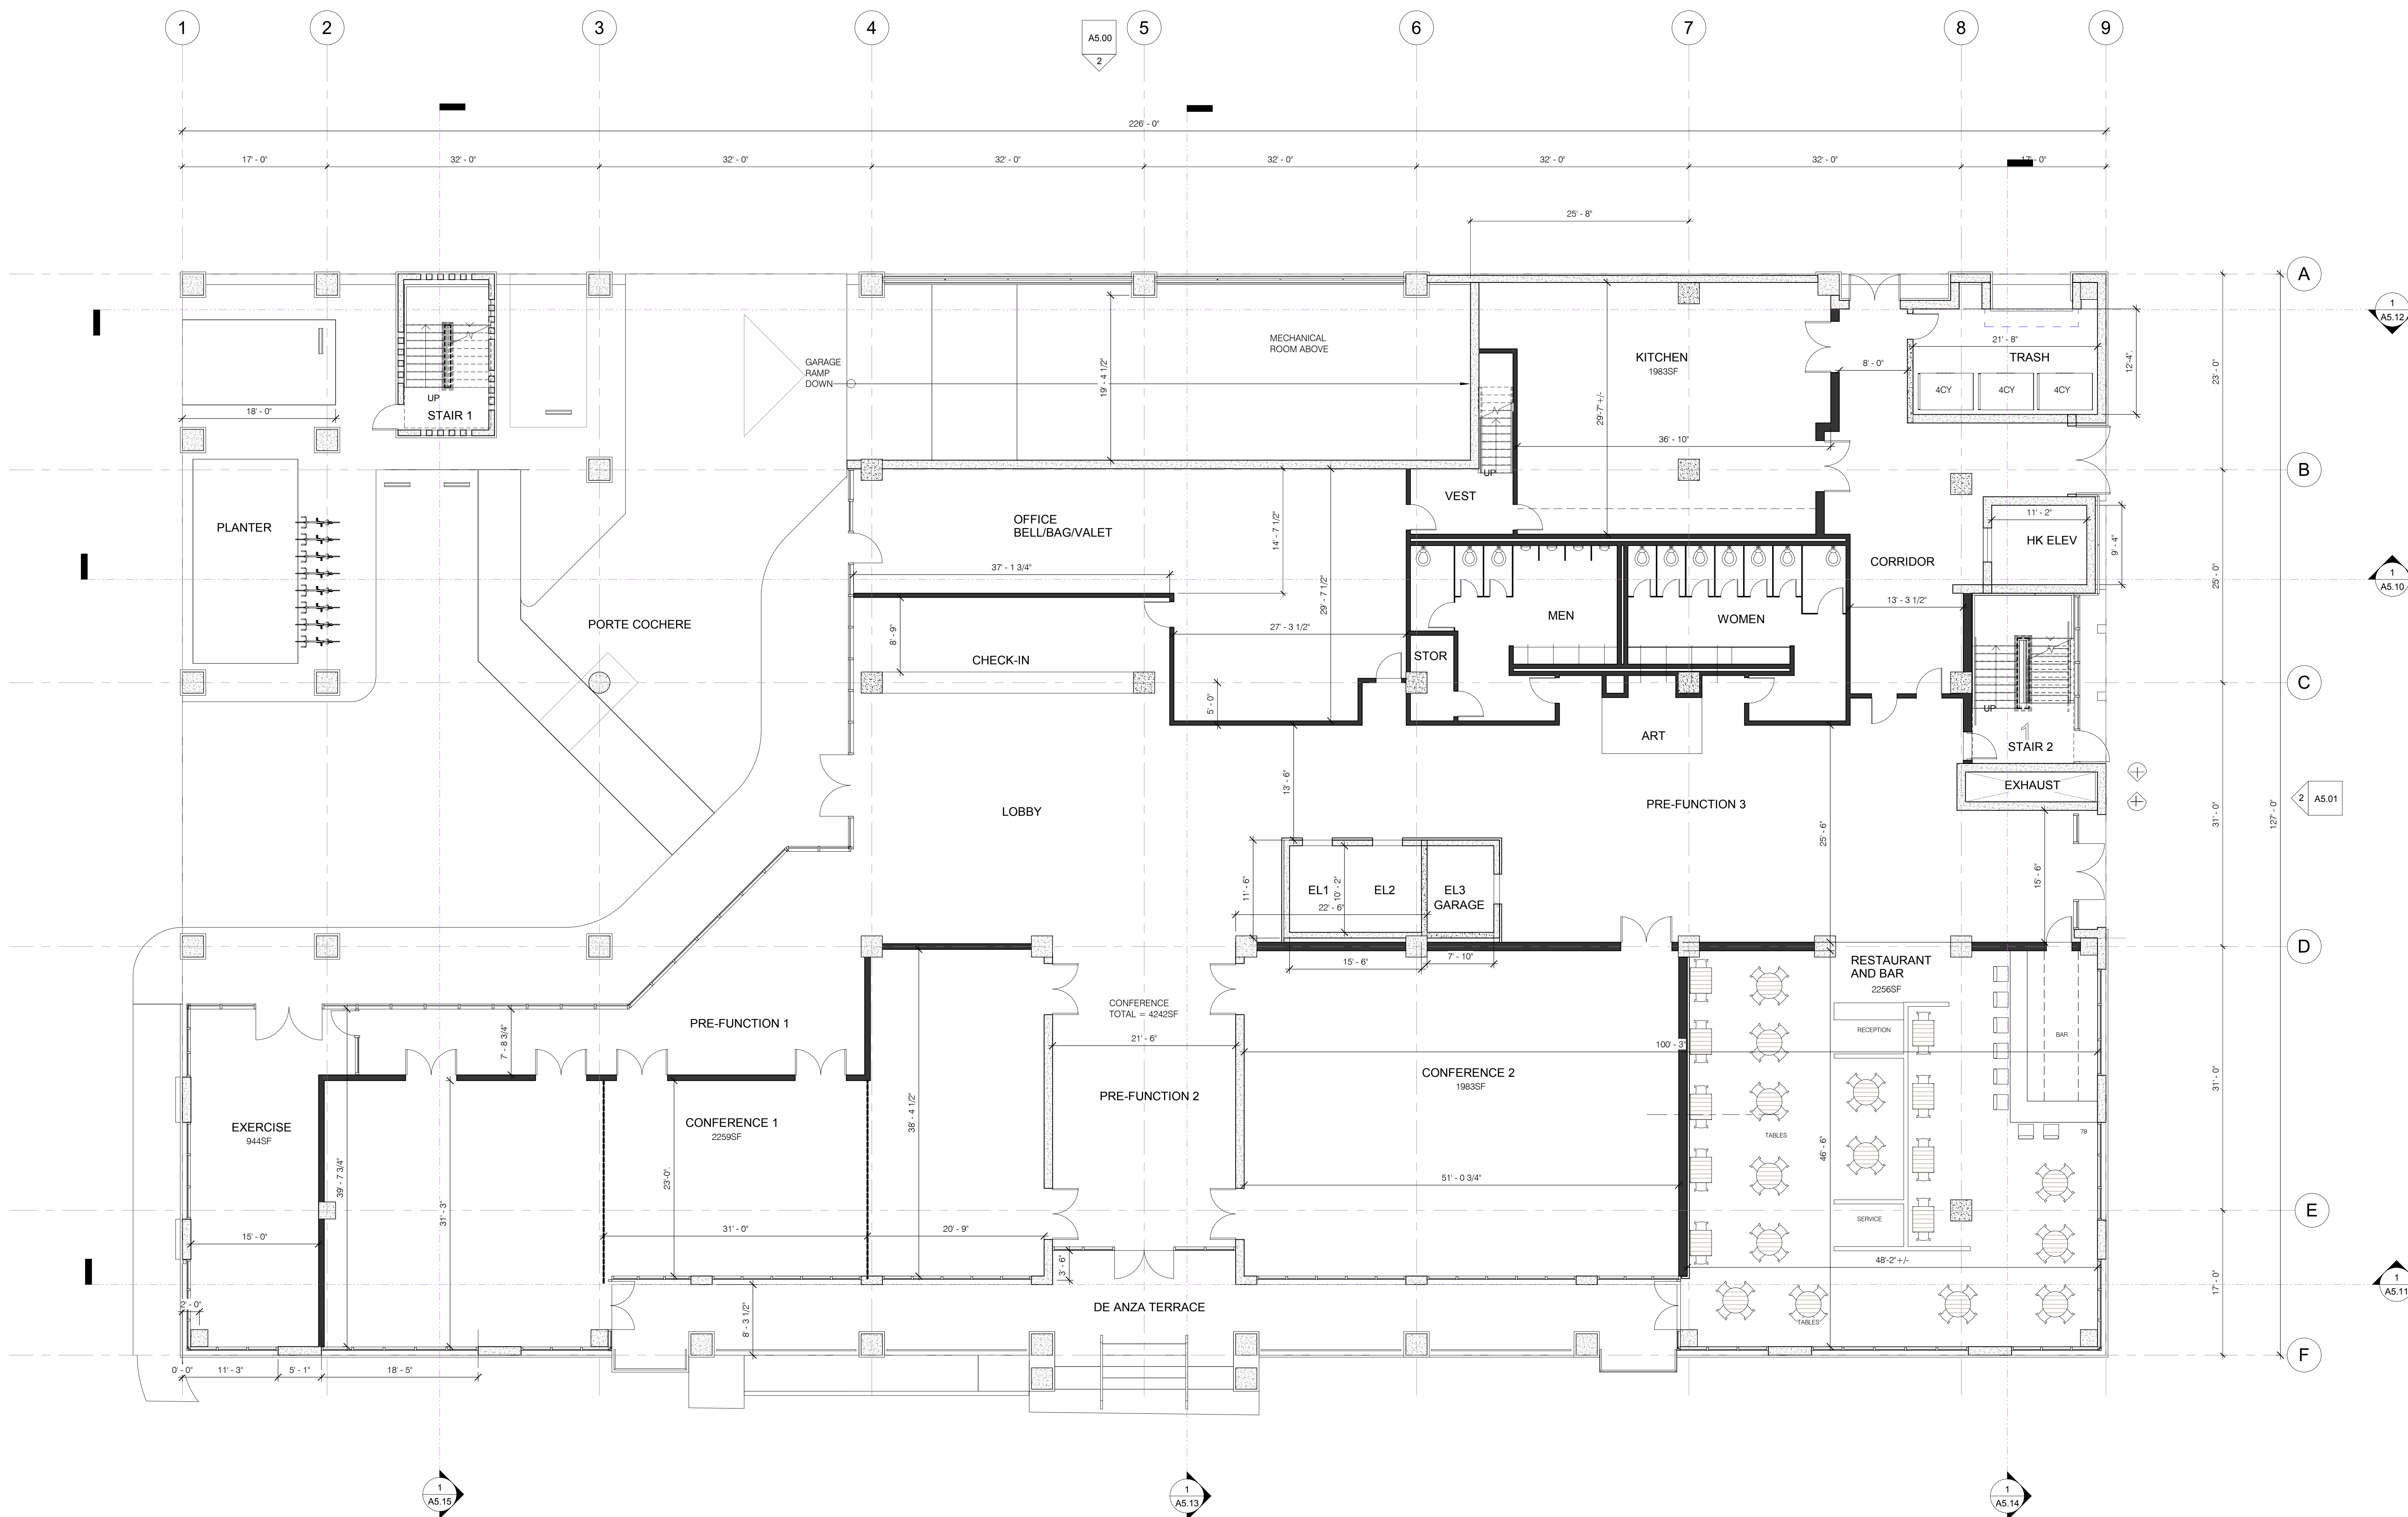 1
2
3
4
5
6
7
8
9
A5.00
2
226' - 0"
17' - 0"
32' - 0"
32' - 0"
32' - 0"
32' - 0"
32' - 0"
32' - 0"
17' - 0"
25' - 8"
A
1
A5.12
MECHANICAL
ROOM ABOVE
GARAGE
RAMP
DOWN
19' - 4 1/2"
KITCHEN
1983SF
29'-7"+/-
36' - 10"
8' - 0"
21' - 8"
TRASH
4CY
4CY
4CY
12'-4".
23' - 0"
UP
STAIR 1
18' - 0"
UP
B
VEST
PLANTER
OFFICE
BELL/BAG/VALET
14' - 7 1/2"
29' - 7 1/2"
37' - 1 3/4"
11' - 2"
HK ELEV
9' - 4"
CORRIDOR
13' - 3 1/2"
25' - 0"
1
A5.10
PORTE COCHERE
8' - 9"
CHECK-IN
27' - 3 1/2"
5' - 0"
STOR
MEN
WOMEN
C
UP
1
STAIR 2
ART
EXHAUST
13' - 6"
LOBBY
PRE-FUNCTION 3
25' - 6"
15' - 6"
31' - 0"
127' - 0"
2
A5.01
11' - 6"
EL1
10' - 2"
EL2
EL3
GARAGE
22' - 6"
15' - 6"
7' - 10"
D
RESTAURANT
AND BAR
2256SF
RECEPTION
BAR
CONFERENCE
TOTAL = 4242SF
21' - 6"
100' - 3"
PRE-FUNCTION 1
7' - 8 3/4"
PRE-FUNCTION 2
CONFERENCE 2
1983SF
38' - 4 1/2"
EXERCISE
944SF
CONFERENCE 1
2259SF
TABLES
78
31' - 0"
46' - 6"
39' - 7 3/4"
31' - 3"
23'-0".
51' - 0 3/4"
E
SERVICE
15' - 0"
31' - 0"
20' - 9"
3' - 6"
48'-2"+/-
1
A5.11
17' - 0"
2' - 0"
8' - 3 1/2"
DE ANZA TERRACE
TABLES
F
0' - 0"
11' - 3"
5' - 1"
18' - 5"
1
A5.15
1
A5.13
1
A5.14